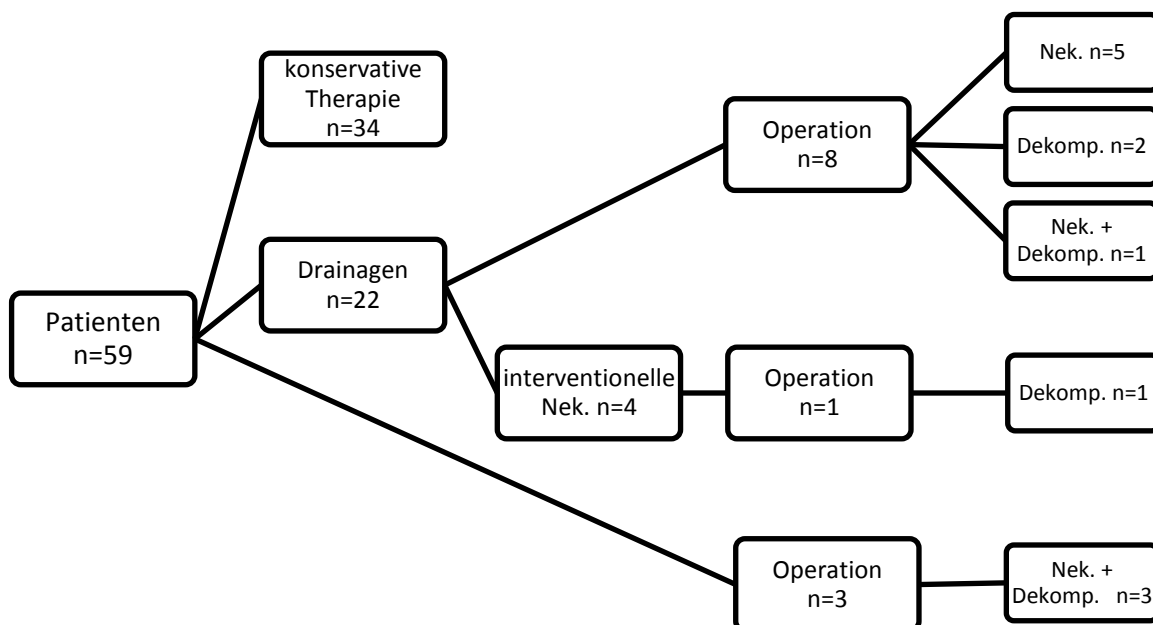 konservative
Therapie
n=34
Nek. n=5
Operation
n=8
Dekomp. n=2
Nek. +
Dekomp. n=1
Drainagen
n=22
Patienten
n=59
interventionelle
Nek. n=4
Operation
n=1
Dekomp. n=1
Operation
n=3
Nek. +
Dekomp. n=3